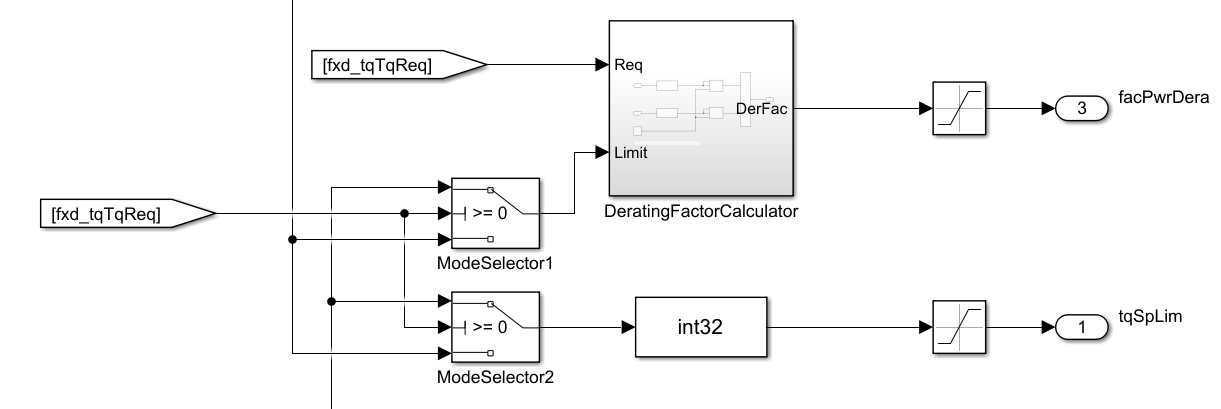 [fxd_tqTqReq]
Req
DerFac
Limit
DeratingFactorCalculator
facPwrDera
3
[fxd_tqTqReq]
>= 0
ModeSelector1
>= 0
ModeSelector2
int32
tqSpLim
1